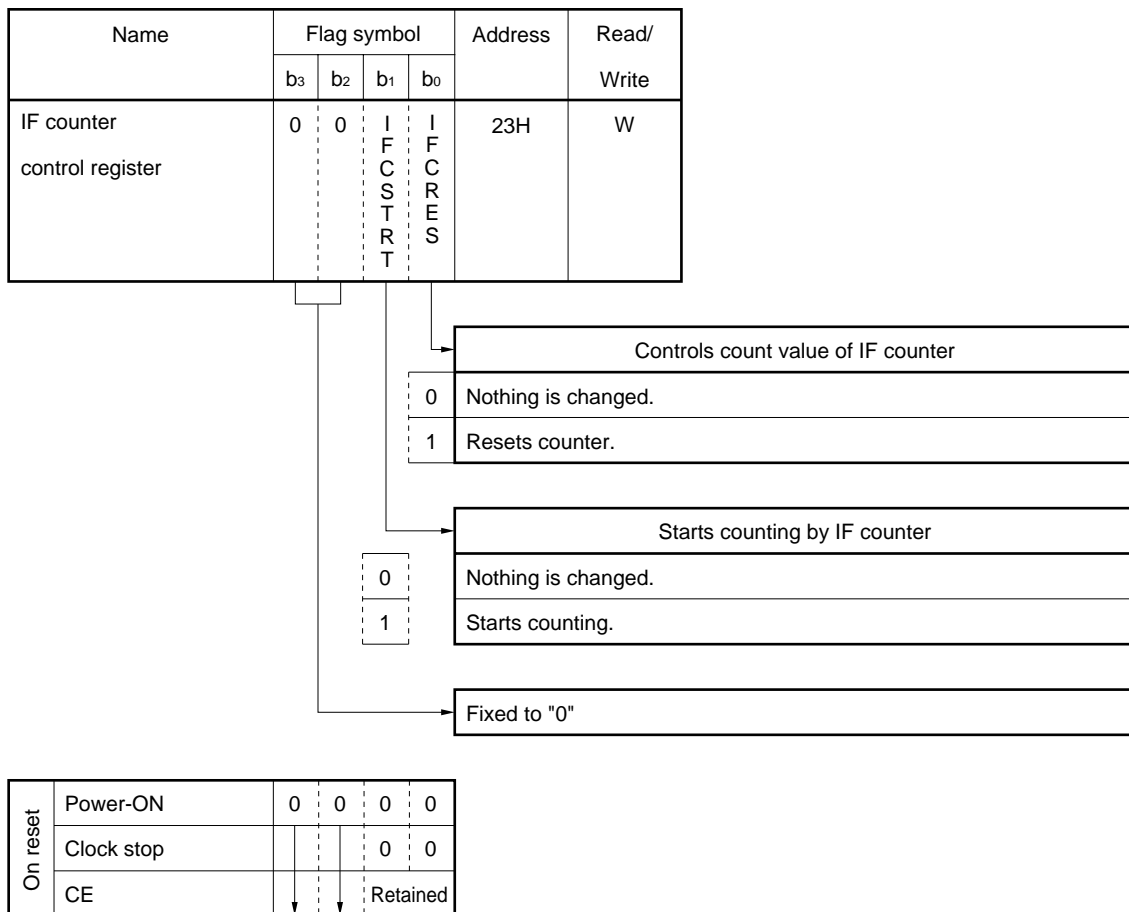 Name Flag symbol Address Read/
b3 b2 b1 b0 Write
IF counter 0 0 IFCSTRT IFCRES 23H W
control register
Controls count value of IF counter
0 Nothing is changed.
1 Resets counter.
Starts counting by IF counter
0 Nothing is changed.
1 Starts counting.
Fixed to "0"
On reset
Power-ON 0 0 0 0
Clock stop 0 0
CE Retained